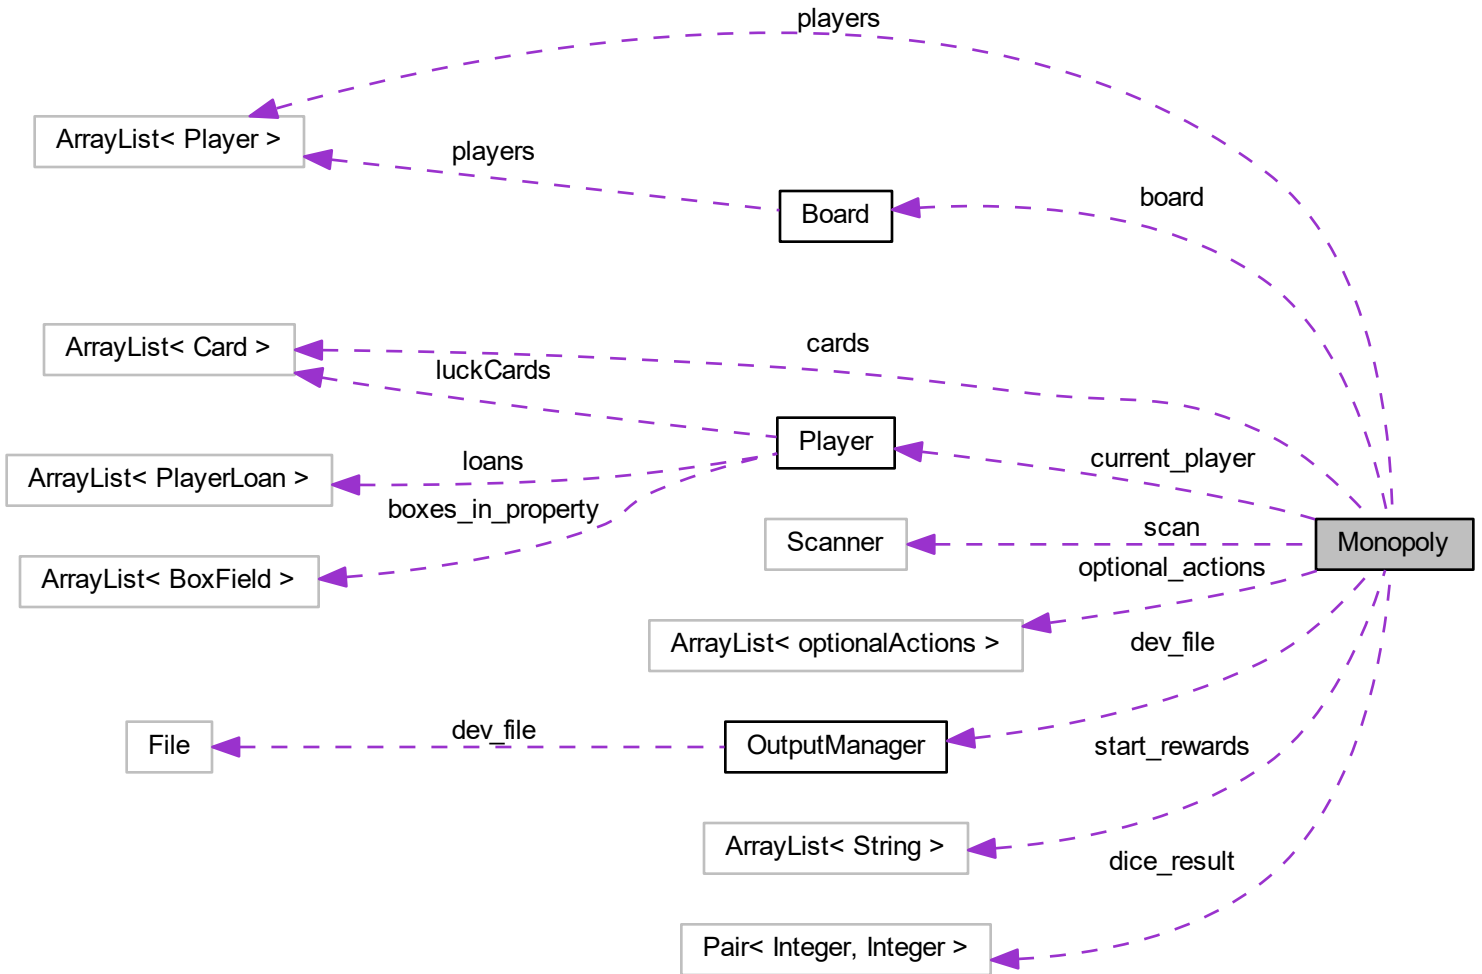 players
ArrayList< Player >
players
board
Board
cards
ArrayList< Card >
luckCards
Player
current_player
loans
ArrayList< PlayerLoan >
boxes_in_property
scan
Scanner
Monopoly
optional_actions
ArrayList< BoxField >
ArrayList< optionalActions >
dev_file
dev_file
File
OutputManager
start_rewards
ArrayList< String >
dice_result
Pair< Integer, Integer >